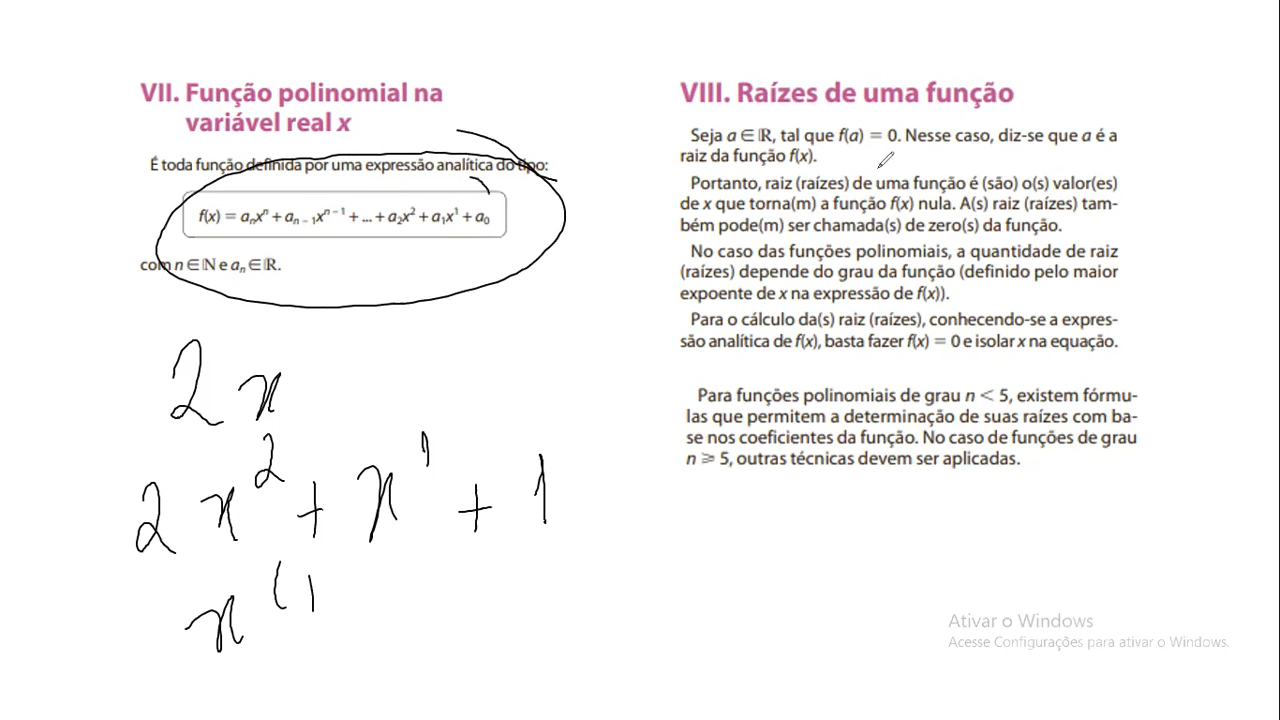 VII. Função polinomial na
variável real x
É toda função definida por uma expressão analítica do tipo:
f(x) = aₙxⁿ + aₙ₋₁xⁿ⁻¹ + ... + a₂x² + a₁x¹ + a₀
com n ∈ ℕ e aₙ ∈ ℝ.
2x
2x² + x¹ + 1
x
VIII. Raízes de uma função
Seja a ∈ ℝ, tal que f(a) = 0. Nesse caso, diz-se que a é a
raiz da função f(x).
Portanto, raiz (raízes) de uma função é (são) o(s) valor(es)
de x que torna(m) a função f(x) nula. A(s) raiz (raízes) tam-
bém pode(m) ser chamada(s) de zero(s) da função.
No caso das funções polinomiais, a quantidade de raiz
(raízes) depende do grau da função (definido pelo maior
expoente de x na expressão de f(x)).
Para o cálculo da(s) raiz (raízes), conhecendo-se a expres-
são analítica de f(x), basta fazer f(x) = 0 e isolar x na equação.
Para funções polinomiais de grau n < 5, existem fórmu-
las que permitem a determinação de suas raízes com ba-
se nos coeficientes da função. No caso de funções de grau
n ⩾ 5, outras técnicas devem ser aplicadas.
Ativar o Windows
Acesse Configurações para ativar o Windows.